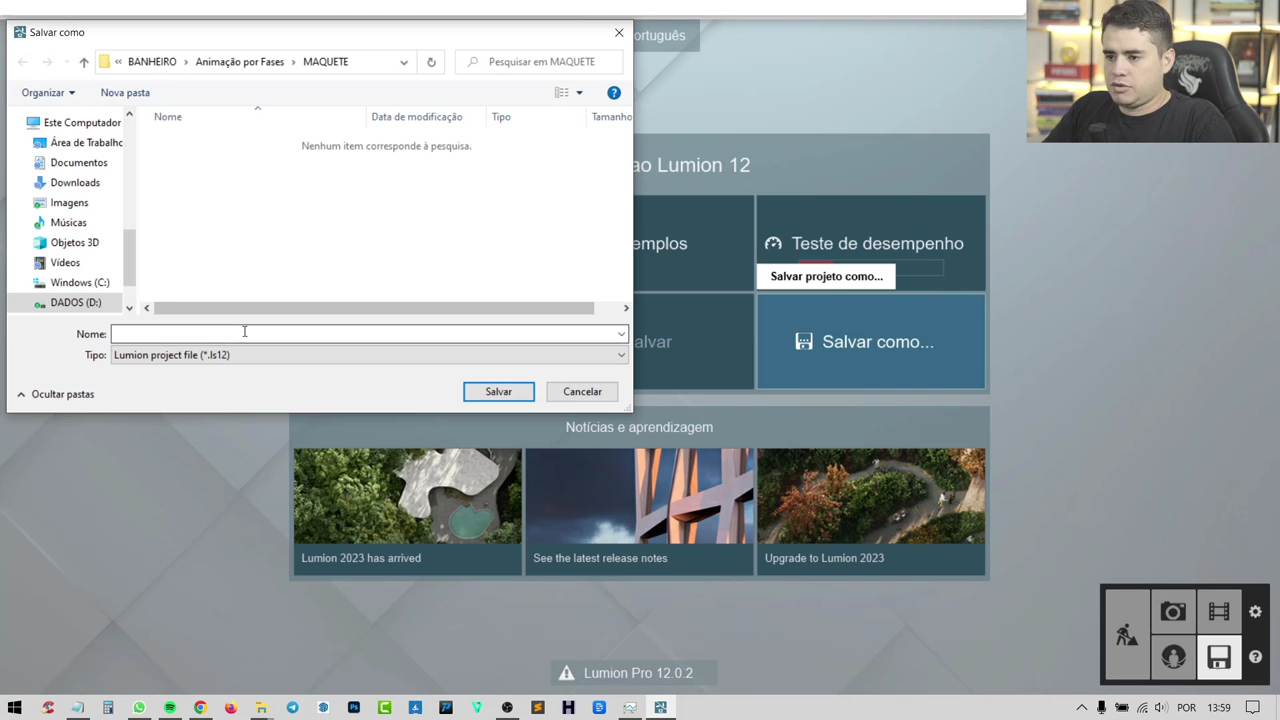 Salvar como
« BANHEIRO › Animação por Fases › MAQUETE
Pesquisar em MAQUETE
Organizar
Nova pasta
Nome
Data de modificação
Tipo
Tamanho
Nenhum item corresponde à pesquisa.
Este Computador
Área de Trabalho
Documentos
Downloads
Imagens
Músicas
Objetos 3D
Vídeos
Windows (C:)
DADOS (D:)
Nome:
Tipo: Lumion project file (*.ls12)
Ocultar pastas
Salvar
Cancelar
ortuguês
ao Lumion 12
emplos
Teste de desempenho
Salvar projeto como...
alvar
Salvar como...
Notícias e aprendizagem
Lumion 2023 has arrived
See the latest release notes
Upgrade to Lumion 2023
Lumion Pro 12.0.2
POR 13:59